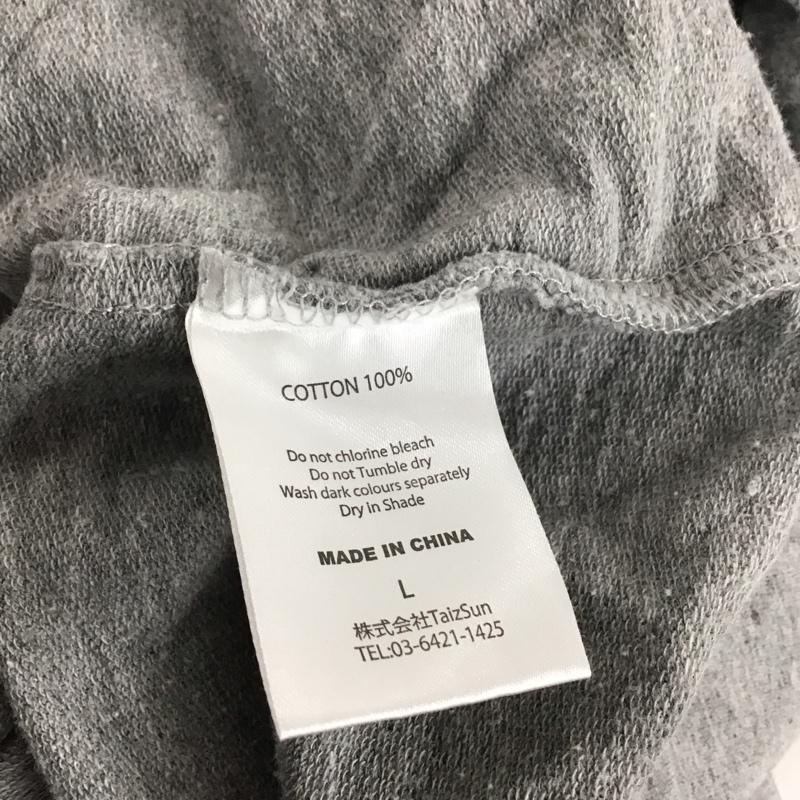 COTTON 100%
Do not chlorine bleach
Do not Tumble dry
Wash dark colours separately
Dry in Shade
MADE IN CHINA
L
株式会社TaizSun
TEL:03-6421-1425